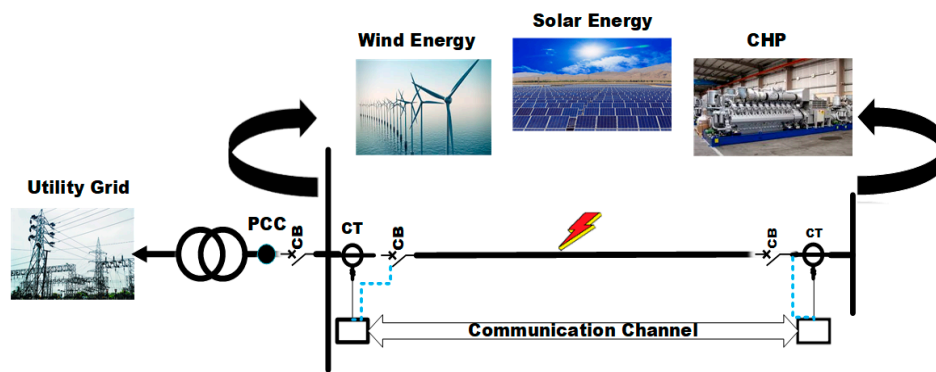 Solar Energy
Wind Energy
CHP
Utility Grid
PCC
CB
CT
CB
CB
CT
Communication Channel